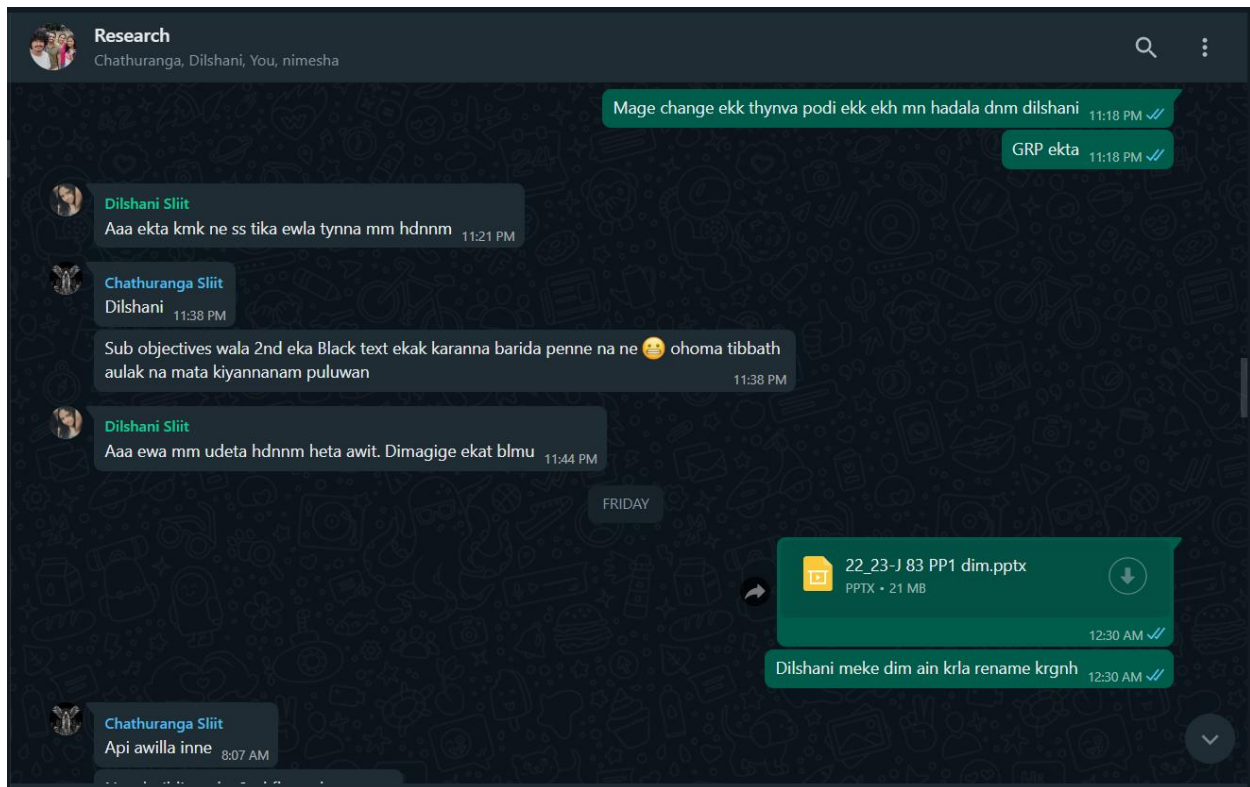 Research
Chathuranga, Dilshani, You, nimesha
Mage change ekk thynva podi ekk ekh mn hadala dnm dilshani 11:18 PM
GRP ekta 11:18 PM
Dilshani Sliit
Aaa ekta kmk ne ss tika ewla tynna mm hdnnm 11:21 PM
Chathuranga Sliit
Dilshani 11:38 PM
Sub objectives wala 2nd eka Black text ekak karanna barida penne na ne 😬 ohoma tibbath
aulak na mata kiyannanam puluwan 11:38 PM
Dilshani Sliit
Aaa ewa mm udeta hdnnm heta awit. Dimagige ekat blmu 11:44 PM
FRIDAY
22_23-J 83 PP1 dim.pptx
PPTX • 21 MB
12:30 AM
Dilshani meke dim ain krla rename krgnh 12:30 AM
Chathuranga Sliit
Api awilla inne 8:07 AM